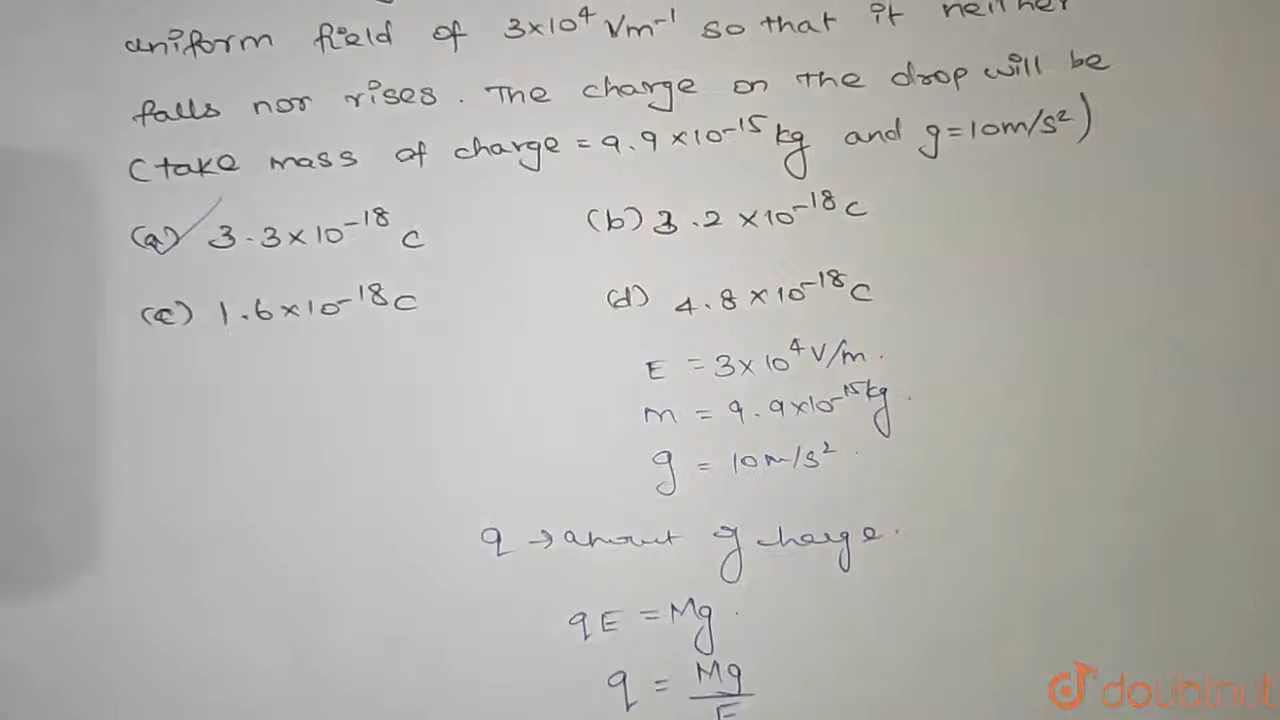 uniform field of 3×10⁴ Vm⁻¹ so that it neither
falls nor rises. The charge on the drop will be
(take mass of charge = 9.9×10⁻¹⁵ kg and g=10m/s²)
(a) 3.3×10⁻¹⁸ C (b) 3.2×10⁻¹⁸ C
(c) 1.6×10⁻¹⁸ C (d) 4.8×10⁻¹⁸ C
E = 3×10⁴ V/m.
m = 9.9×10⁻¹⁵ kg.
g = 10m/s².
q → charge.
qE = Mg.
q = Mg
E
doubtnut